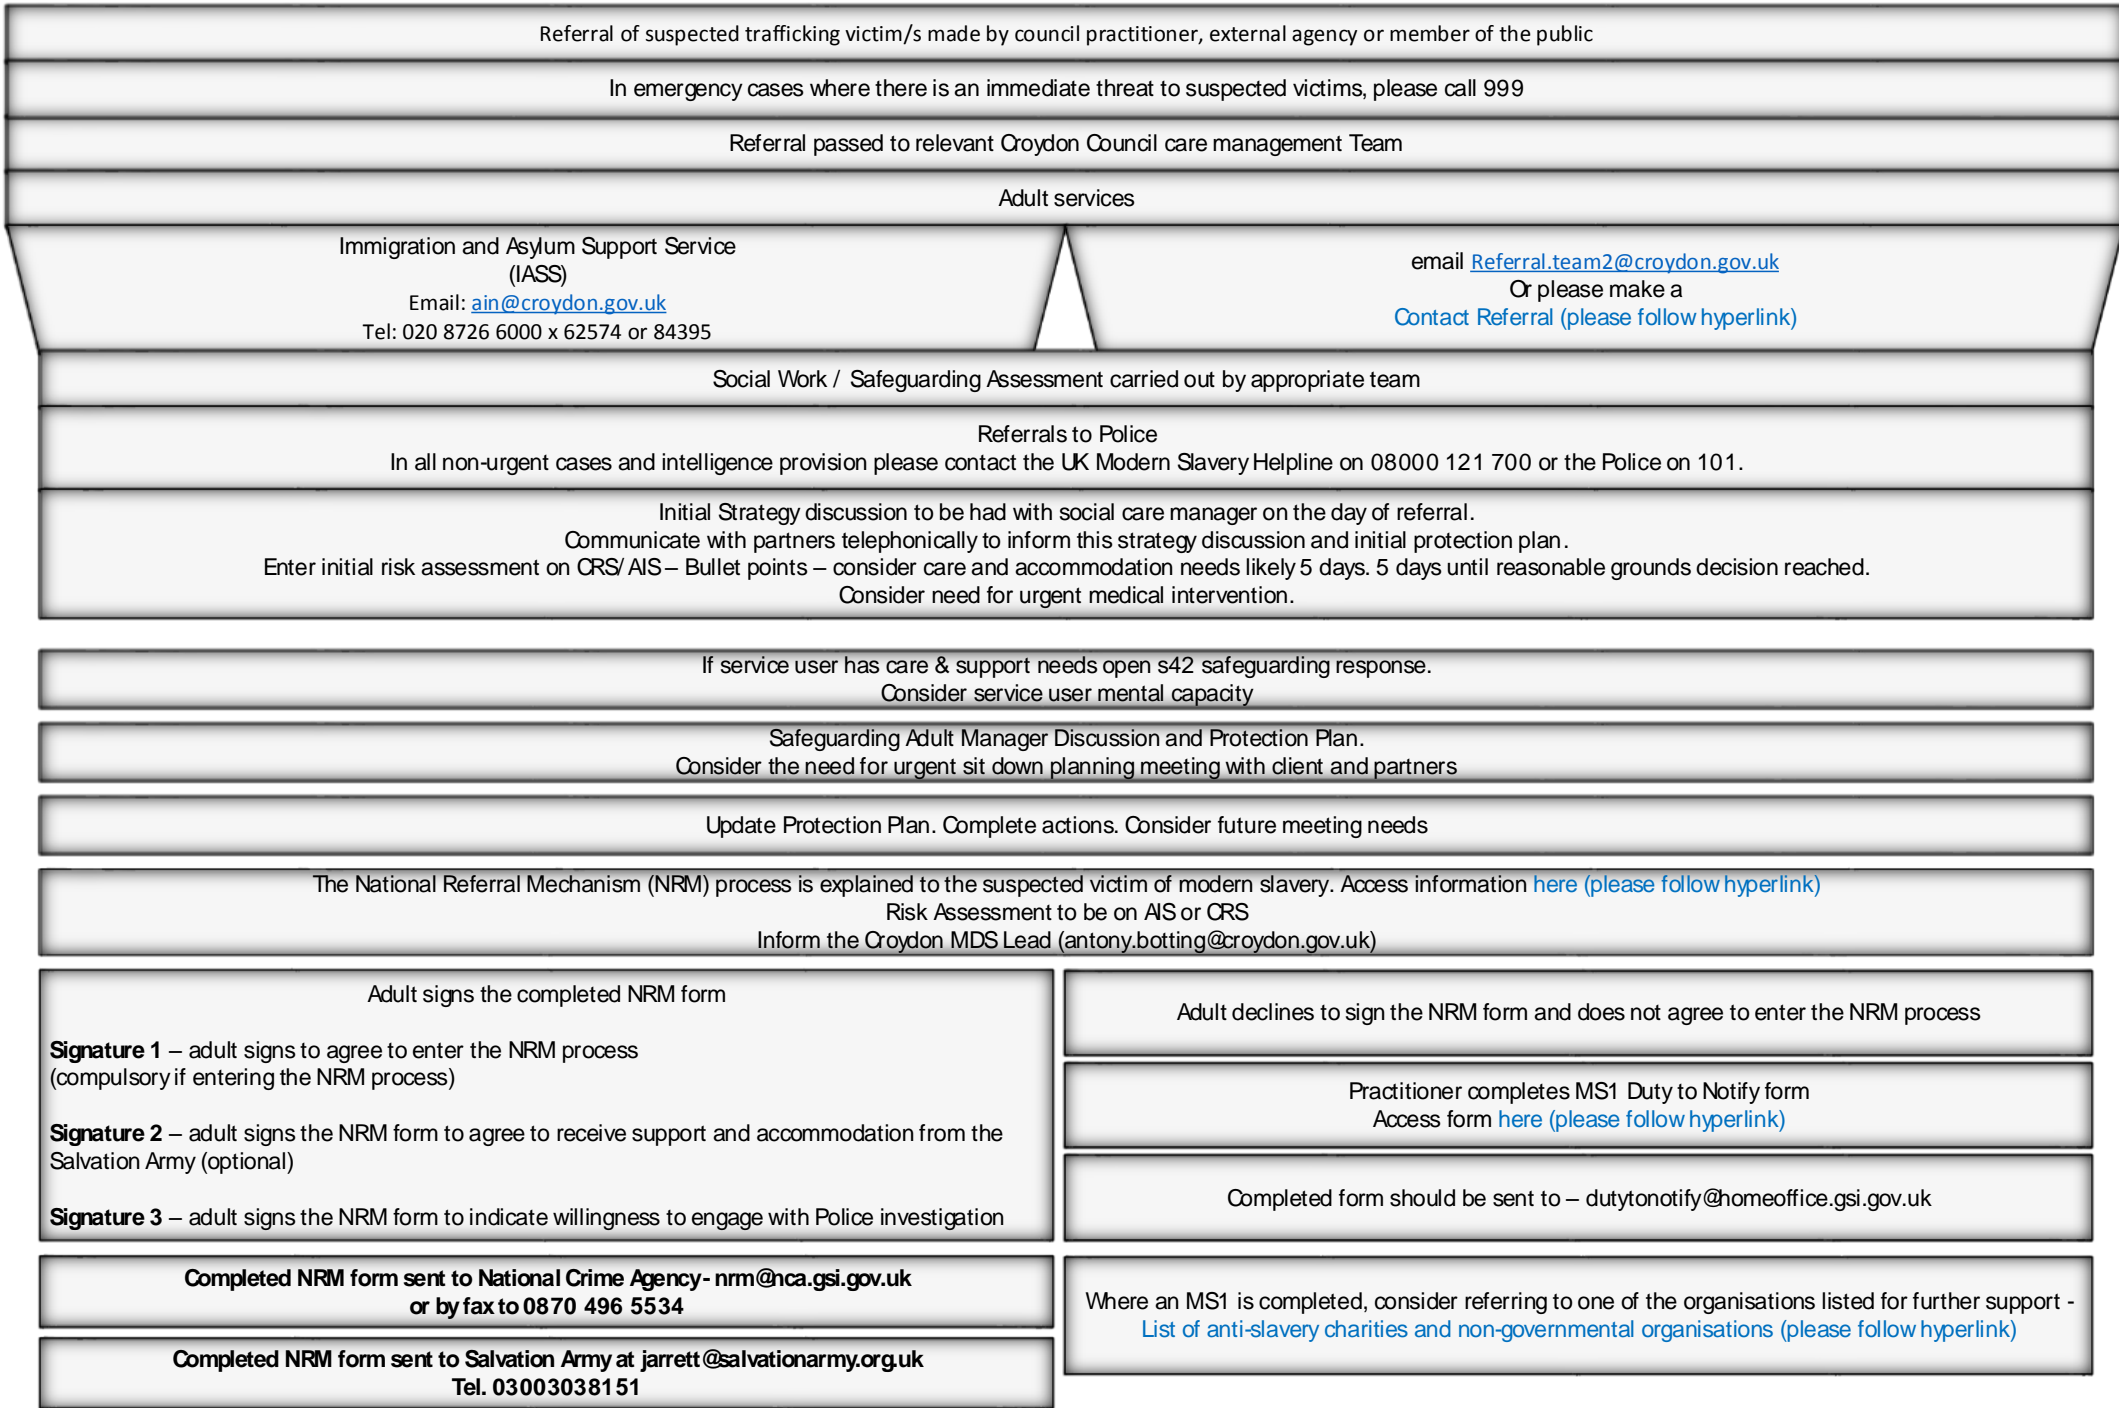 Referral of suspected trafficking victim/s made by council practitioner, external agency or member of the public
In emergency cases where there is an immediate threat to suspected victims, please call 999
Referral passed to relevant Croydon Council care management Team
Adult services
Immigration and Asylum Support Service
(IASS)
Email: ain@croydon.gov.uk
Tel: 020 8726 6000 x 62574 or 84395
email Referral.team2@croydon.gov.uk
Or please make a
Contact Referral (please follow hyperlink)
Social Work / Safeguarding Assessment carried out by appropriate team
Referrals to Police
In all non-urgent cases and intelligence provision please contact the UK Modern Slavery Helpline on 08000 121 700 or the Police on 101.
Initial Strategy discussion to be had with social care manager on the day of referral.
Communicate with partners telephonically to inform this strategy discussion and initial protection plan.
Enter initial risk assessment on CRS/AIS – Bullet points – consider care and accommodation needs likely 5 days. 5 days until reasonable grounds decision reached.
Consider need for urgent medical intervention.
If service user has care & support needs open s42 safeguarding response.
Consider service user mental capacity
Safeguarding Adult Manager Discussion and Protection Plan.
Consider the need for urgent sit down planning meeting with client and partners
Update Protection Plan. Complete actions. Consider future meeting needs
The National Referral Mechanism (NRM) process is explained to the suspected victim of modern slavery. Access information here (please follow hyperlink)
Risk Assessment to be on AIS or CRS
Inform the Croydon MDS Lead (antony.botting@croydon.gov.uk)
Adult signs the completed NRM form
Signature 1 – adult signs to agree to enter the NRM process
(compulsory if entering the NRM process)
Signature 2 – adult signs the NRM form to agree to receive support and accommodation from the
Salvation Army (optional)
Signature 3 – adult signs the NRM form to indicate willingness to engage with Police investigation
Completed NRM form sent to National Crime Agency- nrm@nca.gsi.gov.uk
or by fax to 0870 496 5534
Completed NRM form sent to Salvation Army at jarrett@salvationarmy.org.uk
Tel. 03003038151
Adult declines to sign the NRM form and does not agree to enter the NRM process
Practitioner completes MS1 Duty to Notify form
Access form here (please follow hyperlink)
Completed form should be sent to – dutytonotify@homeoffice.gsi.gov.uk
Where an MS1 is completed, consider referring to one of the organisations listed for further support -
List of anti-slavery charities and non-governmental organisations (please follow hyperlink)